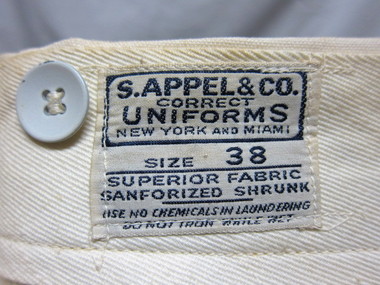 S. APPEL & CO.
CORRECT
UNIFORMS
NEW YORK AND MIAMI
SIZE 38
SUPERIOR FABRIC
SANFORIZED SHRUNK
USE NO CHEMICALS IN LAUNDERING
DO NOT IRON WHILE WET